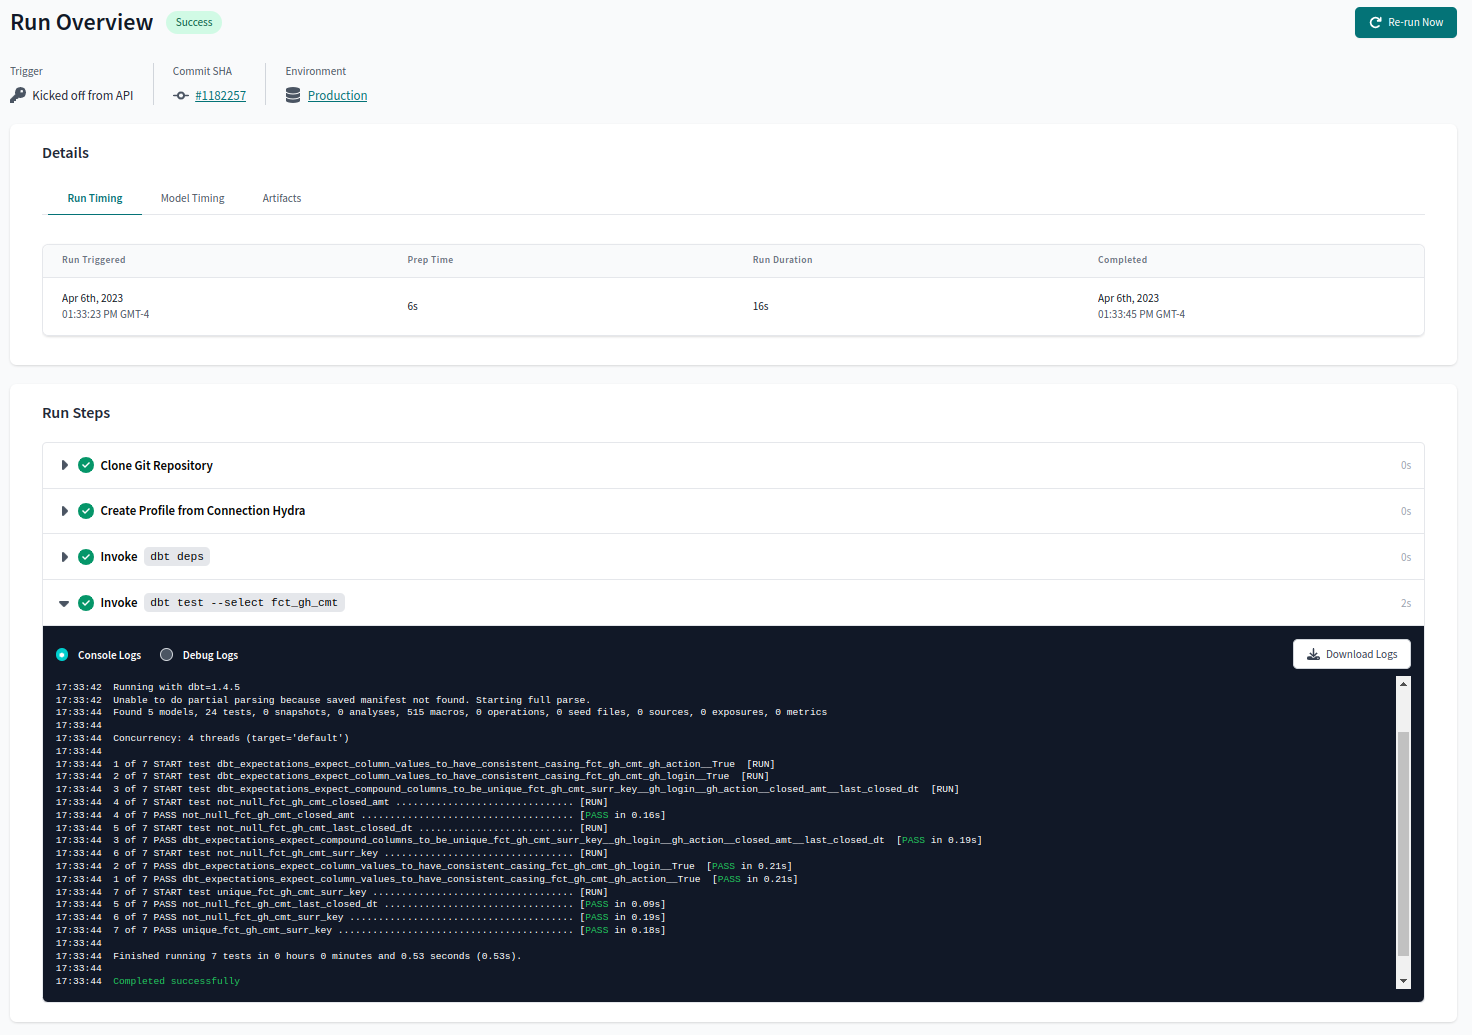 Run Overview Success
Re-run Now
Trigger Commit SHA Environment
Kicked off from API #1182257 Production
Details
Run Timing Model Timing Artifacts
Run Triggered Prep Time Run Duration Completed
Apr 6th, 2023 6s 16s Apr 6th, 2023
01:33:23 PM GMT-4 01:33:45 PM GMT-4
Run Steps
Clone Git Repository 0s
Create Profile from Connection Hydra 0s
Invoke dbt deps 0s
Invoke dbt test --select fct_gh_cmt 2s
Console Logs Debug Logs Download Logs
17:33:42 Running with dbt=1.4.5
17:33:42 Unable to do partial parsing because saved manifest not found. Starting full parse.
17:33:44 Found 5 models, 24 tests, 0 snapshots, 0 analyses, 515 macros, 0 operations, 0 seed files, 0 sources, 0 exposures, 0 metrics
17:33:44
17:33:44 Concurrency: 4 threads (target='default')
17:33:44
17:33:44 1 of 7 START test dbt_expectations_expect_column_values_to_have_consistent_casing_fct_gh_cmt_gh_action__True [RUN]
17:33:44 2 of 7 START test dbt_expectations_expect_column_values_to_have_consistent_casing_fct_gh_cmt_gh_login__True [RUN]
17:33:44 3 of 7 START test dbt_expectations_expect_compound_columns_to_be_unique_fct_gh_cmt_surr_key__gh_login__gh_action__closed_amt__last_closed_dt [RUN]
17:33:44 4 of 7 START test not_null_fct_gh_cmt_closed_amt ............................... [RUN]
17:33:44 4 of 7 PASS not_null_fct_gh_cmt_closed_amt ..................................... [PASS in 0.16s]
17:33:44 5 of 7 START test not_null_fct_gh_cmt_last_closed_dt ........................... [RUN]
17:33:44 3 of 7 PASS dbt_expectations_expect_compound_columns_to_be_unique_fct_gh_cmt_surr_key__gh_login__gh_action__closed_amt__last_closed_dt [PASS in 0.19s]
17:33:44 6 of 7 START test not_null_fct_gh_cmt_surr_key ................................. [RUN]
17:33:44 2 of 7 PASS dbt_expectations_expect_column_values_to_have_consistent_casing_fct_gh_cmt_gh_login__True [PASS in 0.21s]
17:33:44 1 of 7 PASS dbt_expectations_expect_column_values_to_have_consistent_casing_fct_gh_cmt_gh_action__True [PASS in 0.21s]
17:33:44 7 of 7 START test unique_fct_gh_cmt_surr_key ................................... [RUN]
17:33:44 5 of 7 PASS not_null_fct_gh_cmt_last_closed_dt ................................. [PASS in 0.09s]
17:33:44 6 of 7 PASS not_null_fct_gh_cmt_surr_key ....................................... [PASS in 0.19s]
17:33:44 7 of 7 PASS unique_fct_gh_cmt_surr_key ......................................... [PASS in 0.18s]
17:33:44
17:33:44 Finished running 7 tests in 0 hours 0 minutes and 0.53 seconds (0.53s).
17:33:44
17:33:44 Completed successfully